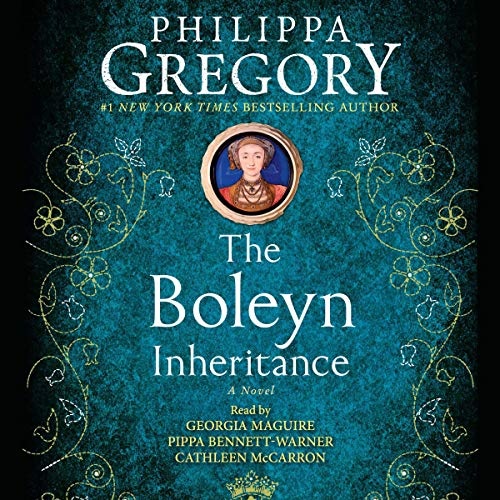 PHILIPPA
GREGORY
#1 NEW YORK TIMES BESTSELLING AUTHOR
The
Boleyn
Inheritance
A Novel
Read by
GEORGIA MAGUIRE
PIPPA BENNETT-WARNER
CATHLEEN McCARRON